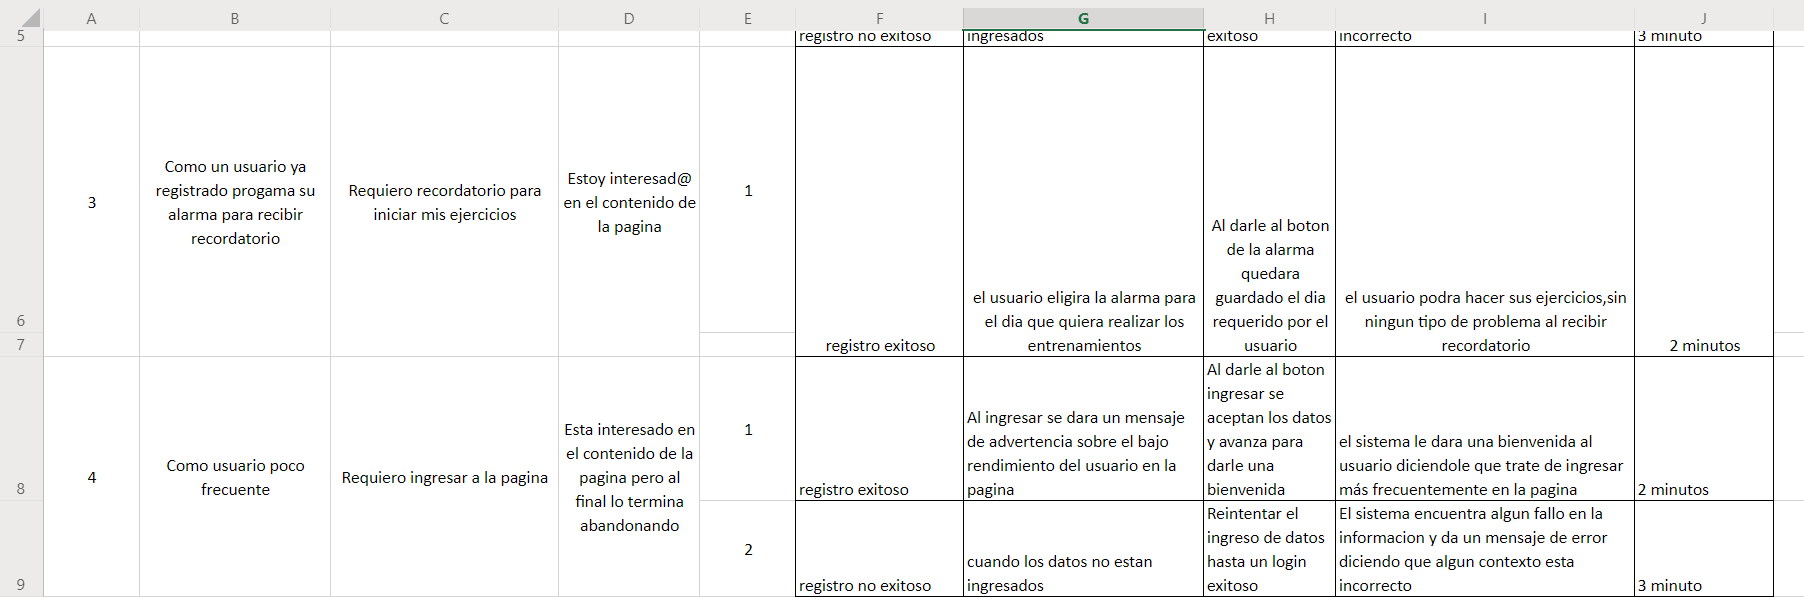 A B C D E F G H I J
5 registro no exitoso ingresados exitoso incorrecto 3 minuto
3
Como un usuario ya
registrado progama su
alarma para recibir
recordatorio
Requiero recordatorio para
iniciar mis ejercicios
Estoy interesad@
en el contenido de
la pagina
1
registro exitoso
el usuario eligira la alarma para
el dia que quiera realizar los
entrenamientos
Al darle al boton
de la alarma
quedara
guardado el dia
requerido por el
usuario
el usuario podra hacer sus ejercicios,sin
ningun tipo de problema al recibir
recordatorio
2 minutos
6
7
4
Como usuario poco
frecuente
Requiero ingresar a la pagina
Esta interesado en
el contenido de la
pagina pero al
final lo termina
abandonando
1
registro exitoso
Al ingresar se dara un mensaje
de advertencia sobre el bajo
rendimiento del usuario en la
pagina
Al darle al boton
ingresar se
aceptan los datos
y avanza para
darle una
bienvenida
el sistema le dara una bienvenida al
usuario diciendole que trate de ingresar
más frecuentemente en la pagina
2 minutos
8
2
registro no exitoso
cuando los datos no estan
ingresados
Reintentar el
ingreso de datos
hasta un login
exitoso
El sistema encuentra algun fallo en la
informacion y da un mensaje de error
diciendo que algun contexto esta
incorrecto
3 minuto
9